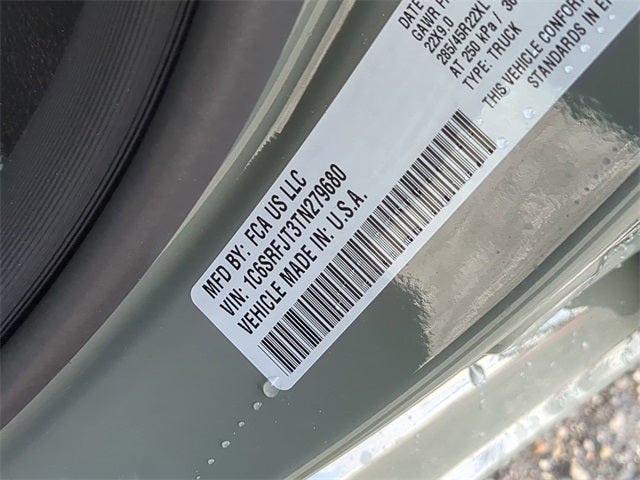 MFD BY: FCA US LLC
VIN: 1C6SRFJT3TN279680
VEHICLE MADE IN: U.S.A.
DATE
GAWR
22X9.0
285/45R22XL
AT 250 kPa /
TYPE: TRUCK
THIS VEHICLE
STANDARDS IN